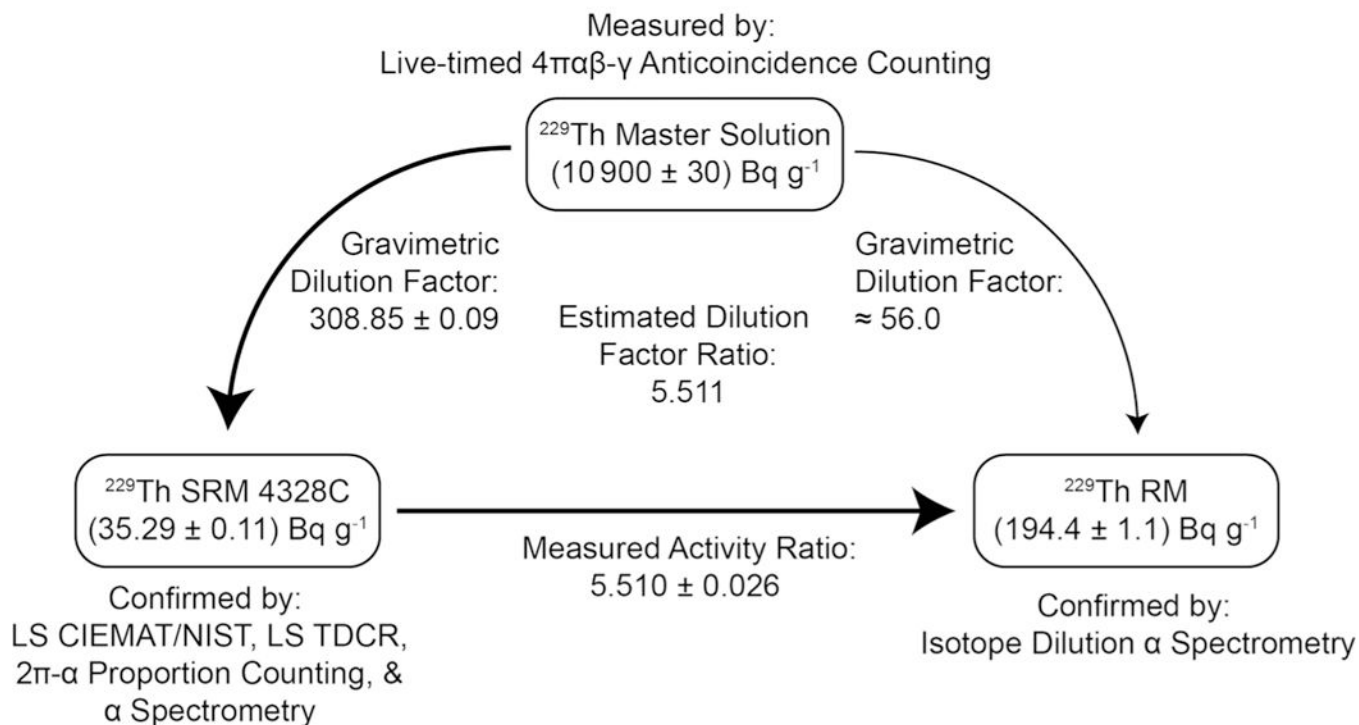 Measured by:
Live-timed 4παβ-γ Anticoincidence Counting
²²⁹Th Master Solution
(10 900 ± 30) Bq g⁻¹
Gravimetric
Dilution Factor:
308.85 ± 0.09
Estimated Dilution
Factor Ratio:
5.511
Gravimetric
Dilution Factor:
≈ 56.0
²²⁹Th SRM 4328C
(35.29 ± 0.11) Bq g⁻¹
Measured Activity Ratio:
5.510 ± 0.026
²²⁹Th RM
(194.4 ± 1.1) Bq g⁻¹
Confirmed by:
LS CIEMAT/NIST, LS TDCR,
2π-α Proportion Counting, &
α Spectrometry
Confirmed by:
Isotope Dilution α Spectrometry